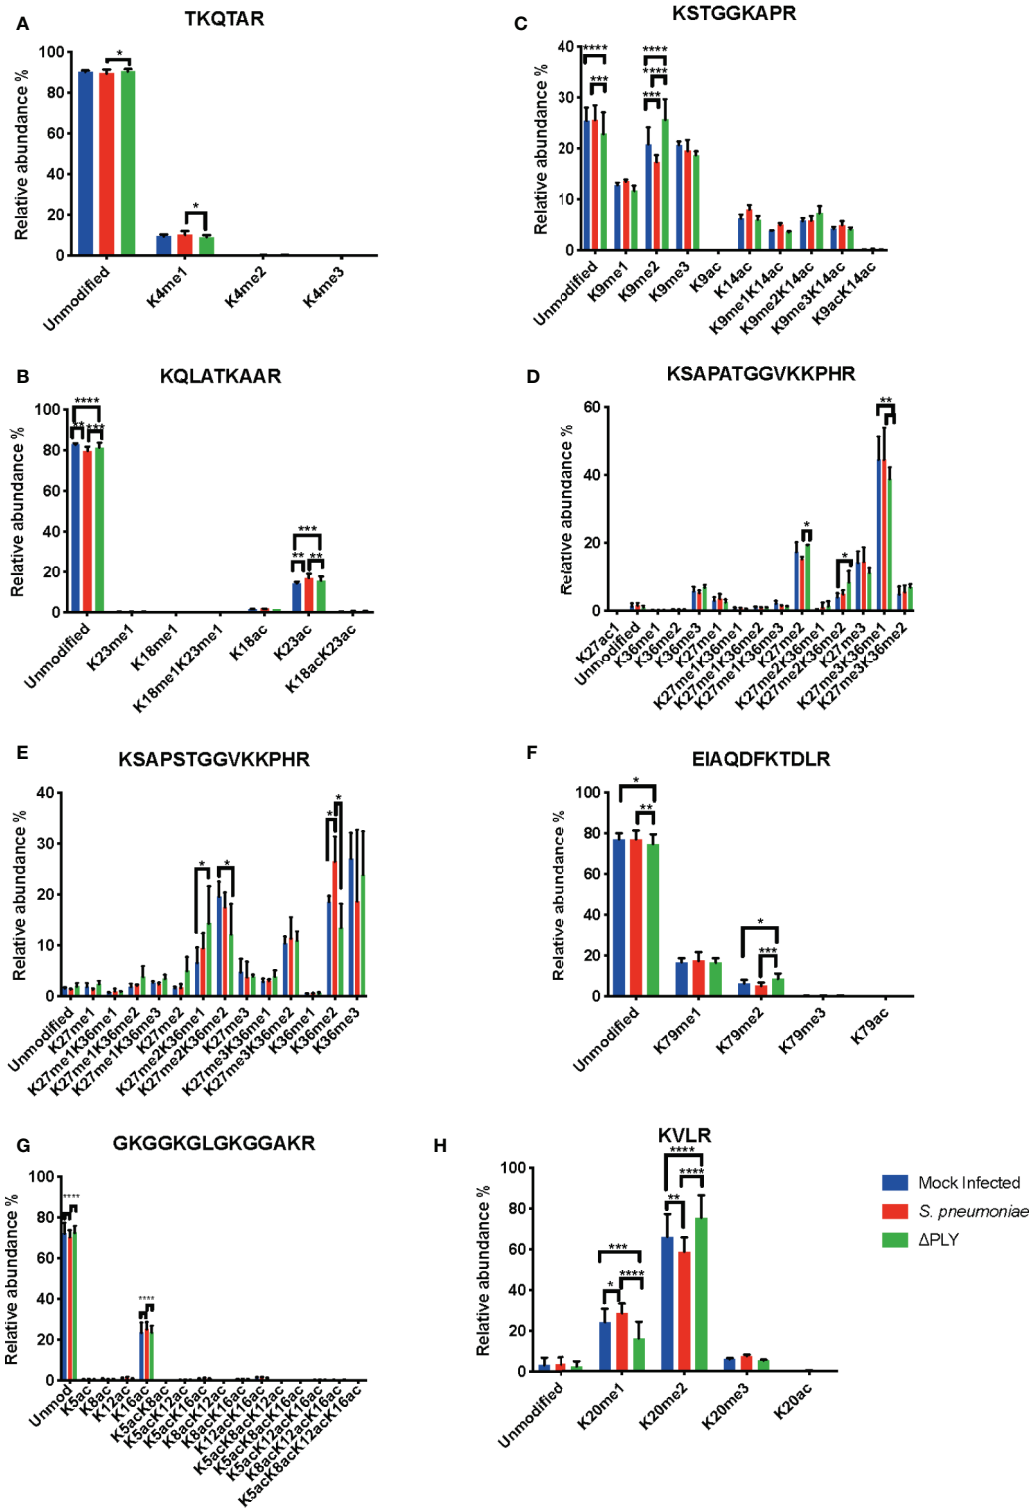 A
TKQTAR
Relative abundance %
100
80
60
40
20
0
*
*
Unmodified
K4me1
K4me2
K4me3
C
KSTGGKAPR
Relative abundance %
40
30
20
10
0
****
***
****
****
***
Unmodified
K9me1
K9me2
K9me3
K9ac
K14ac
K9me1K14ac
K9me2K14ac
K9me3K14ac
K9acK14ac
B
KQLATKAAR
Relative abundance %
100
80
60
40
20
0
****
**
***
***
**
**
Unmodified
K23me1
K18me1
K18me1K23me1
K18ac
K23ac
K18acK23ac
D
KSAPATGGVKKPHR
Relative abundance %
60
40
20
0
*
*
**
K27ac1
Unmodified
K36me1
K36me2
K36me3
K27me1
K27me1K36me1
K27me1K36me2
K27me1K36me3
K27me2
K27me2K36me1
K27me2K36me2
K27me3
K27me3K36me1
K27me3K36me2
E
KSAPSTGGVKKPHR
Relative abundance %
40
30
20
10
0
*
*
*
*
Unmodified
K27me1
K27me1K36me1
K27me1K36me2
K27me1K36me3
K27me2
K27me2K36me1
K27me2K36me2
K27me3
K27me3K36me1
K27me3K36me2
K36me1
K36me2
K36me3
F
EIAQDFKTDLR
Relative abundance %
100
80
60
40
20
0
*
**
*
***
Unmodified
K79me1
K79me2
K79me3
K79ac
G
GKGGKGLGKGGAKR
Relative abundance %
100
80
60
40
20
0
****
****
Unmod
K5ac
K8ac
K12ac
K16ac
K5acK8ac
K5acK12ac
K5acK16ac
K8acK12ac
K8acK16ac
K12acK16ac
K5acK8acK12ac
K5acK8acK16ac
K5acK12acK16ac
K8acK12acK16ac
K5acK8acK12acK16ac
H
KVLR
Relative abundance %
100
80
60
40
20
0
***
*
****
****
**
****
Unmodified
K20me1
K20me2
K20me3
K20ac
Mock Infected
S. pneumoniae
ΔPLY